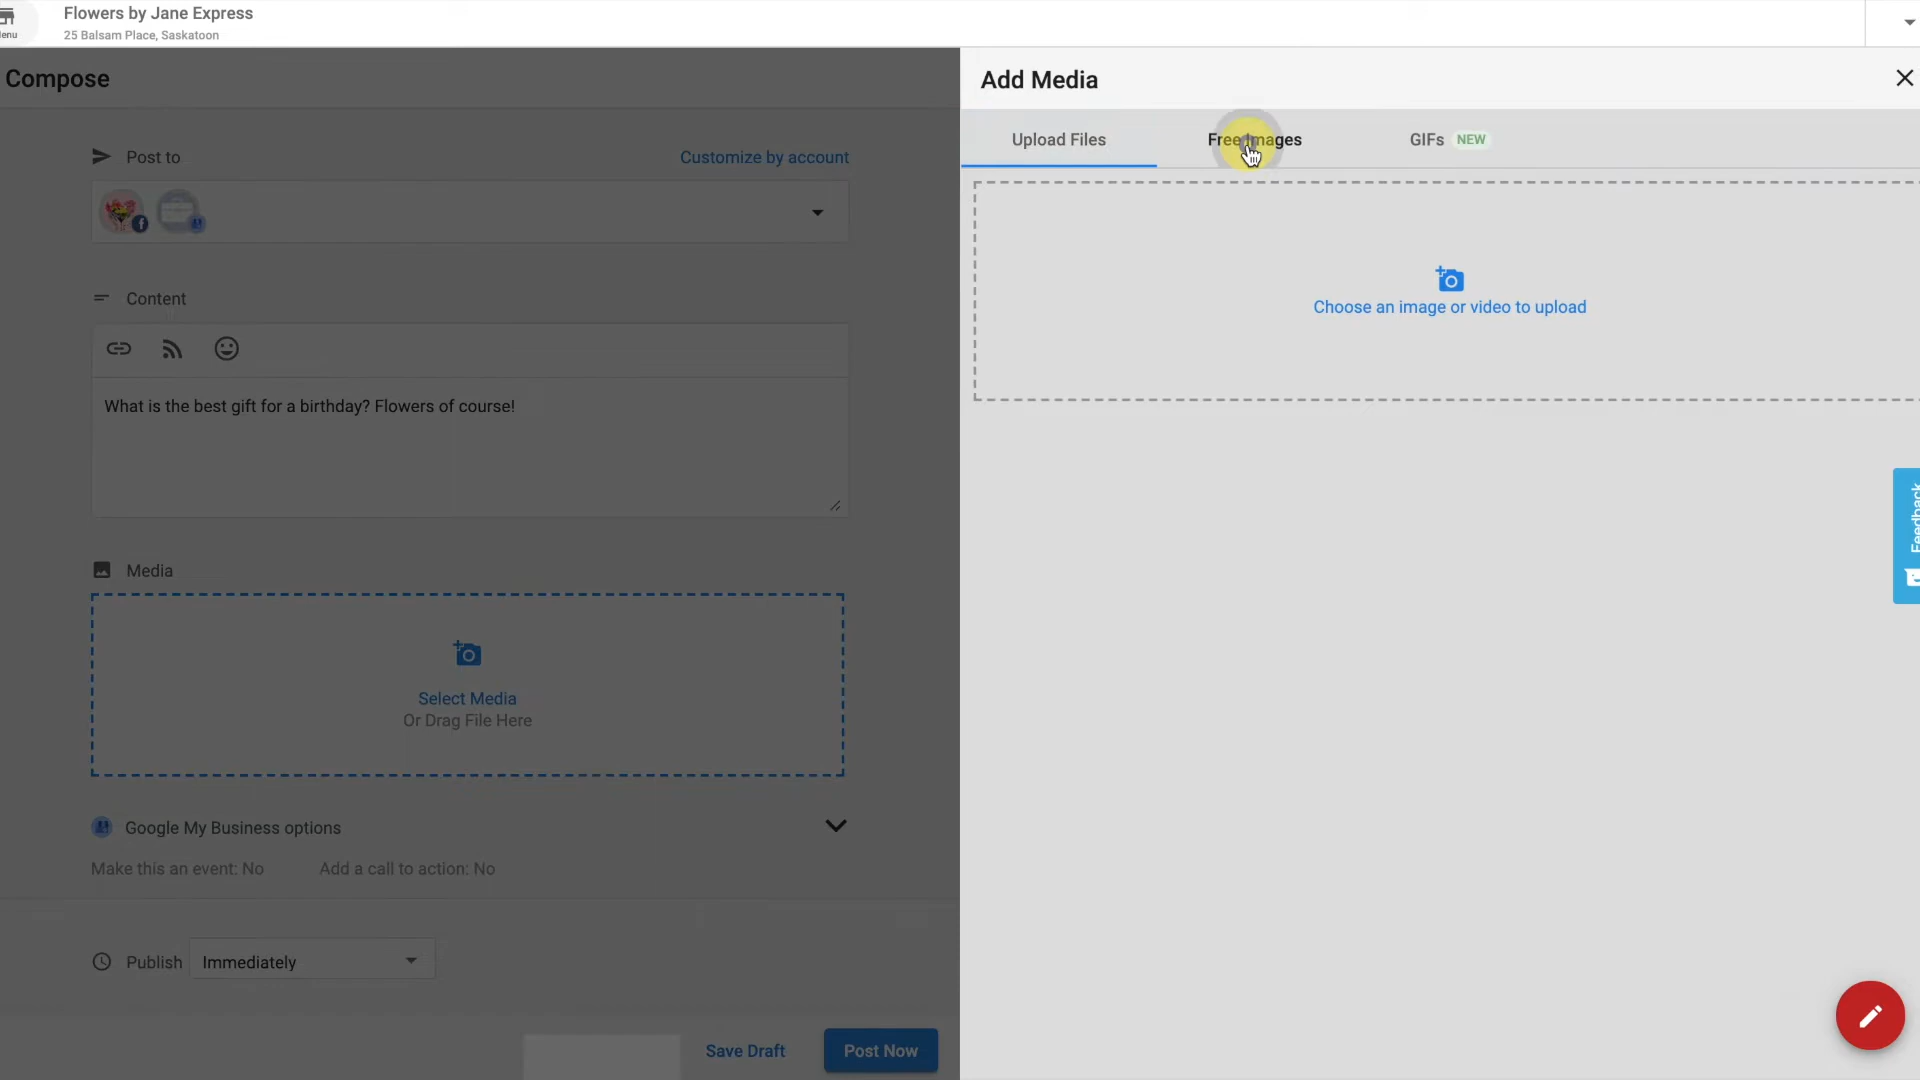 Flowers by Jane Express
25 Balsam Place, Saskatoon
Compose
Post to
Customize by account
Content
What is the best gift for a birthday? Flowers of course!
Media
Select Media
Or Drag File Here
Google My Business options
Make this an event: No
Add a call to action: No
Publish
Immediately
Save Draft
Post Now
Add Media
Upload Files
Free Images
GIFs NEW
Choose an image or video to upload
Feedback